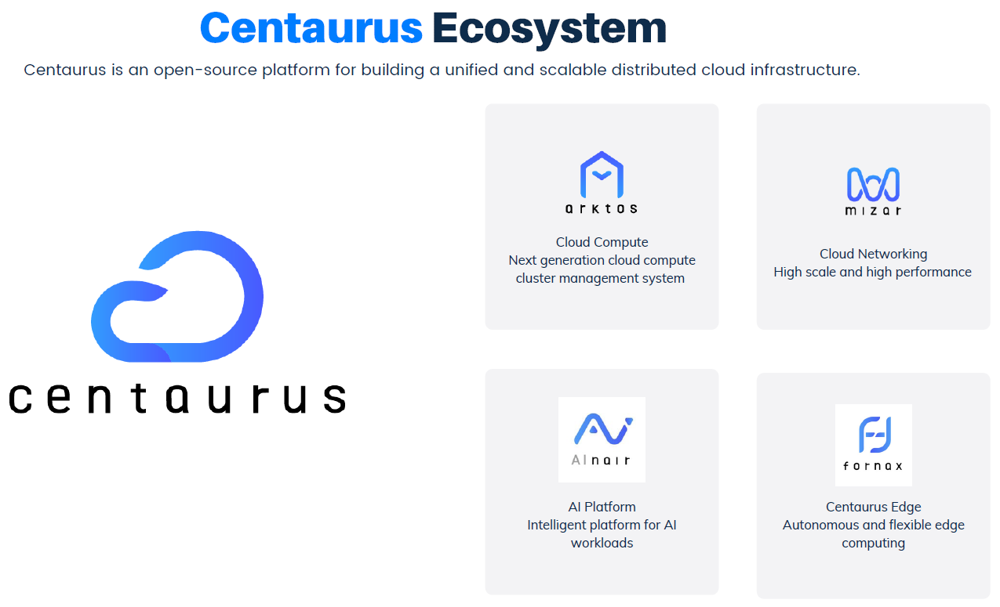 Centaurus Ecosystem
Centaurus is an open-source platform for building a unified and scalable distributed cloud infrastructure.
centaurus
arktos
Cloud Compute
Next generation cloud compute
cluster management system
mizar
Cloud Networking
High scale and high performance
AInair
AI Platform
Intelligent platform for AI
workloads
fornax
Centaurus Edge
Autonomous and flexible edge
computing